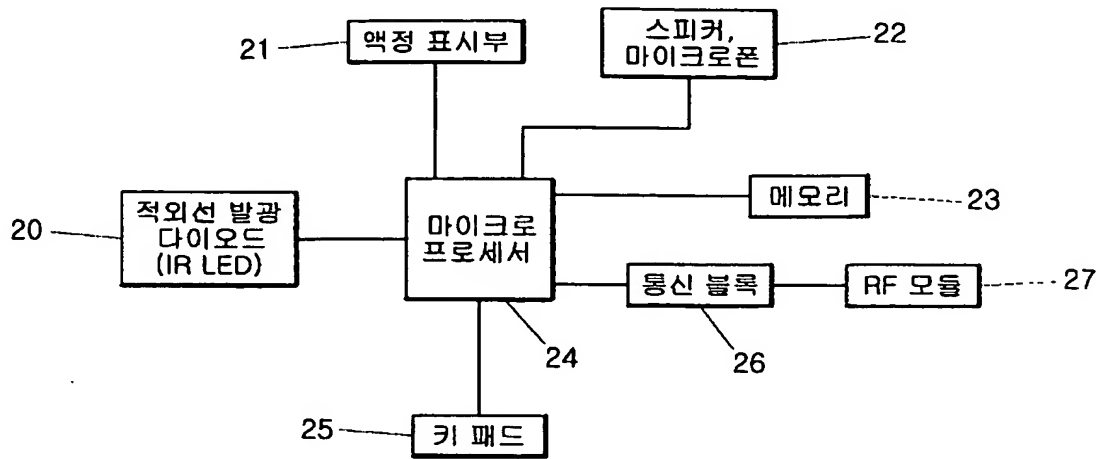 21
액정 표시부
스피커,
마이크로폰
22
적외선 발광
다이오드
(IR LED)
20
마이크로
프로세서
24
메모리
23
통신 블록
26
RF 모듈
27
25
키 패드